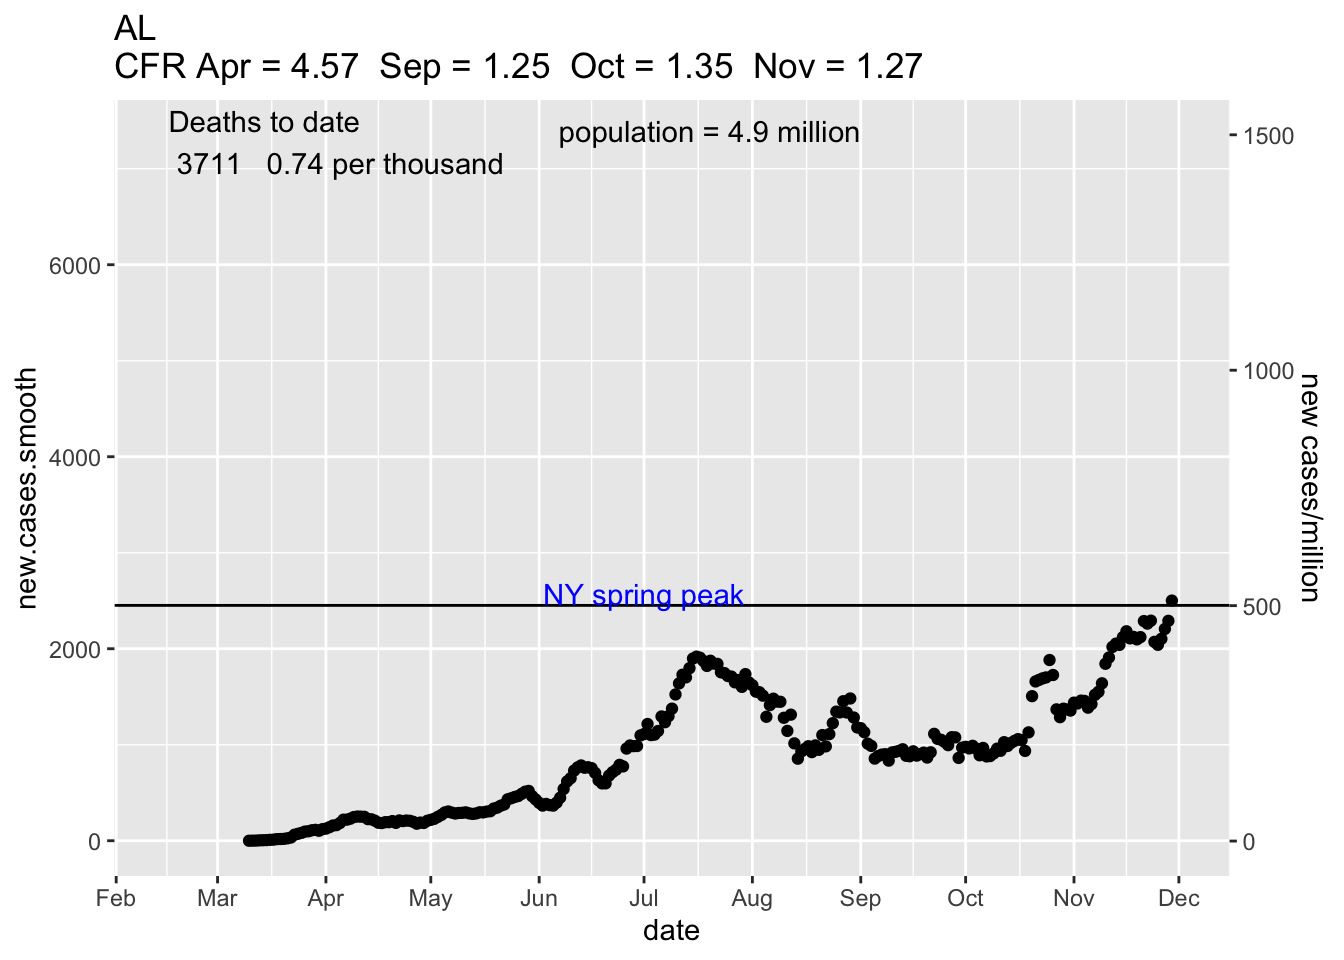 AL
CFR Apr = 4.57 Sep = 1.25 Oct = 1.35 Nov = 1.27
Deaths to date
3711 0.74 per thousand
population = 4.9 million
1500
1000
500
0
new cases/million
6000
4000
2000
0
new.cases.smooth
NY spring peak
Feb Mar Apr May Jun Jul Aug Sep Oct Nov Dec
date